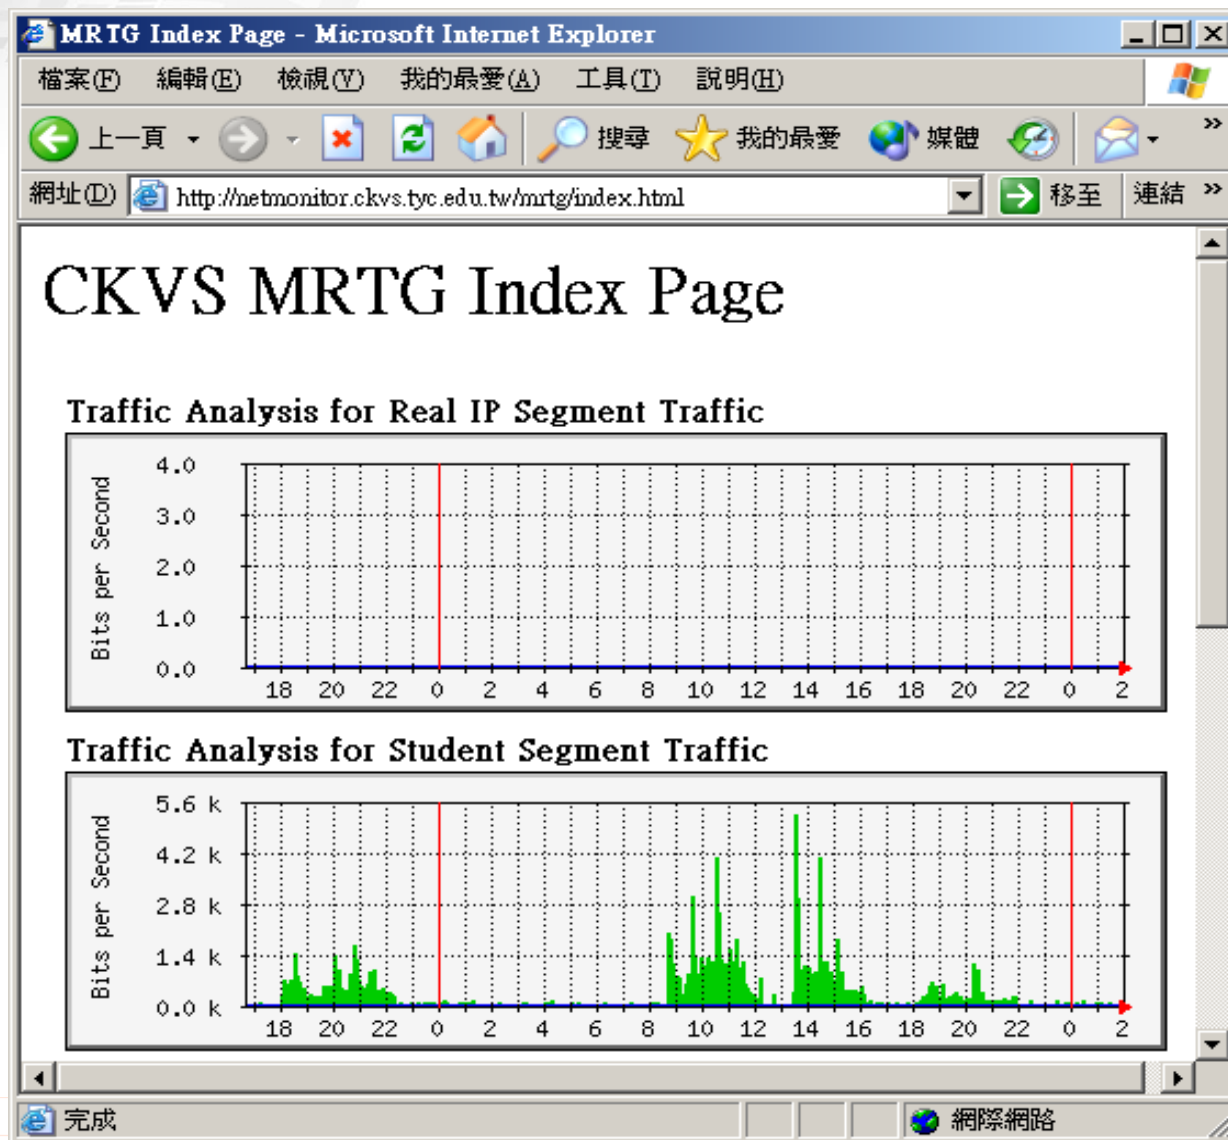 MRTG Index Page - Microsoft Internet Explorer
檔案(F) 編輯(E) 檢視(V) 我的最愛(A) 工具(T) 說明(H)
上一頁 搜尋 我的最愛 媒體 »
網址(D) http://netmonitor.ckvs.tyc.edu.tw/mrtg/index.html 移至 連結 »
CKVS MRTG Index Page
Traffic Analysis for Real IP Segment Traffic
Bits per Second
4.0
3.0
2.0
1.0
0.0
18 20 22 0 2 4 6 8 10 12 14 16 18 20 22 0 2
Traffic Analysis for Student Segment Traffic
Bits per Second
5.6 k
4.2 k
2.8 k
1.4 k
0.0 k
18 20 22 0 2 4 6 8 10 12 14 16 18 20 22 0 2
完成 網際網路